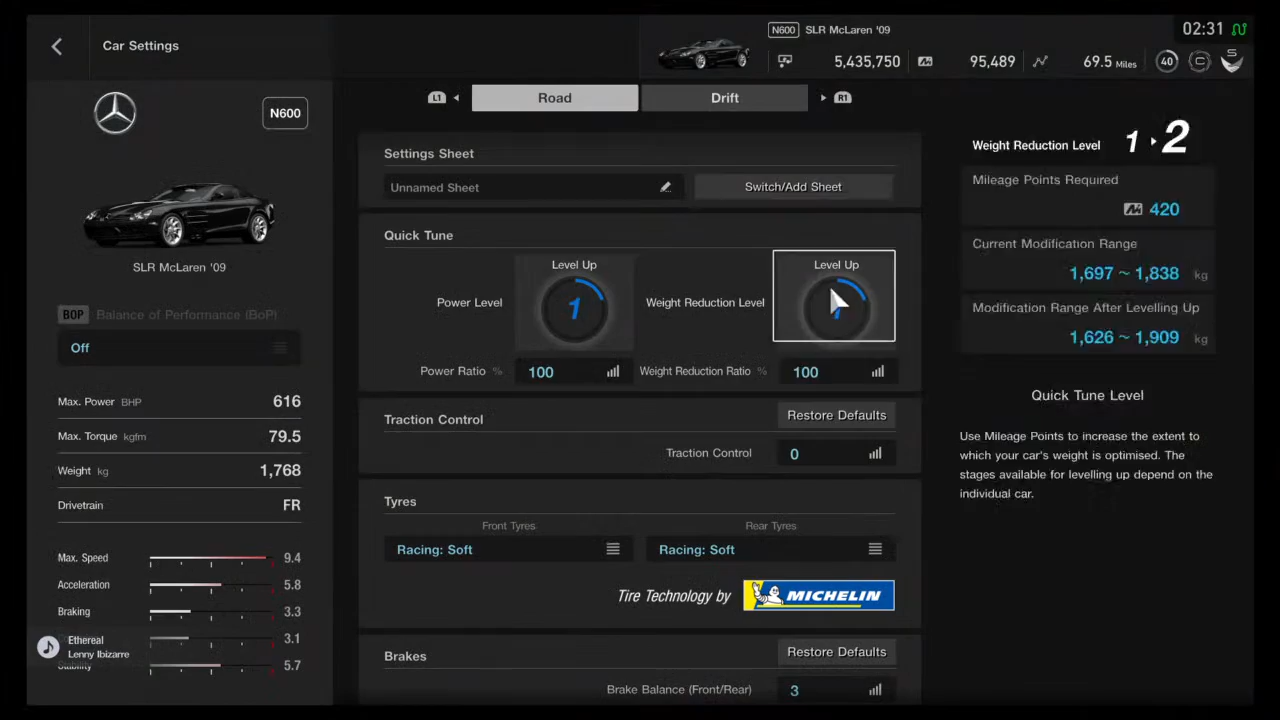 Car Settings
N600 SLR McLaren '09
02:31
5,435,750 95,489 69.5 Miles 40 C S
L1 Road Drift R1
N600
SLR McLaren '09
BOP Balance of Performance (BoP)
Off
Max. Power BHP 616
Max. Torque kgfm 79.5
Weight kg 1,768
Drivetrain FR
Max. Speed 9.4
Acceleration 5.8
Braking 3.3
3.1
Stability 5.7
Ethereal
Lenny Ibizarre
Settings Sheet
Unnamed Sheet Switch/Add Sheet
Quick Tune
Level Up Level Up
Power Level 1 Weight Reduction Level
Power Ratio % 100 Weight Reduction Ratio % 100
Traction Control Restore Defaults
Traction Control 0
Tyres
Front Tyres Rear Tyres
Racing: Soft Racing: Soft
Tire Technology by MICHELIN
Brakes Restore Defaults
Brake Balance (Front/Rear) 3
Weight Reduction Level 1 2
Mileage Points Required
420
Current Modification Range
1,697 ~ 1,838 kg
Modification Range After Levelling Up
1,626 ~ 1,909 kg
Quick Tune Level
Use Mileage Points to increase the extent to
which your car's weight is optimised. The
stages available for levelling up depend on the
individual car.